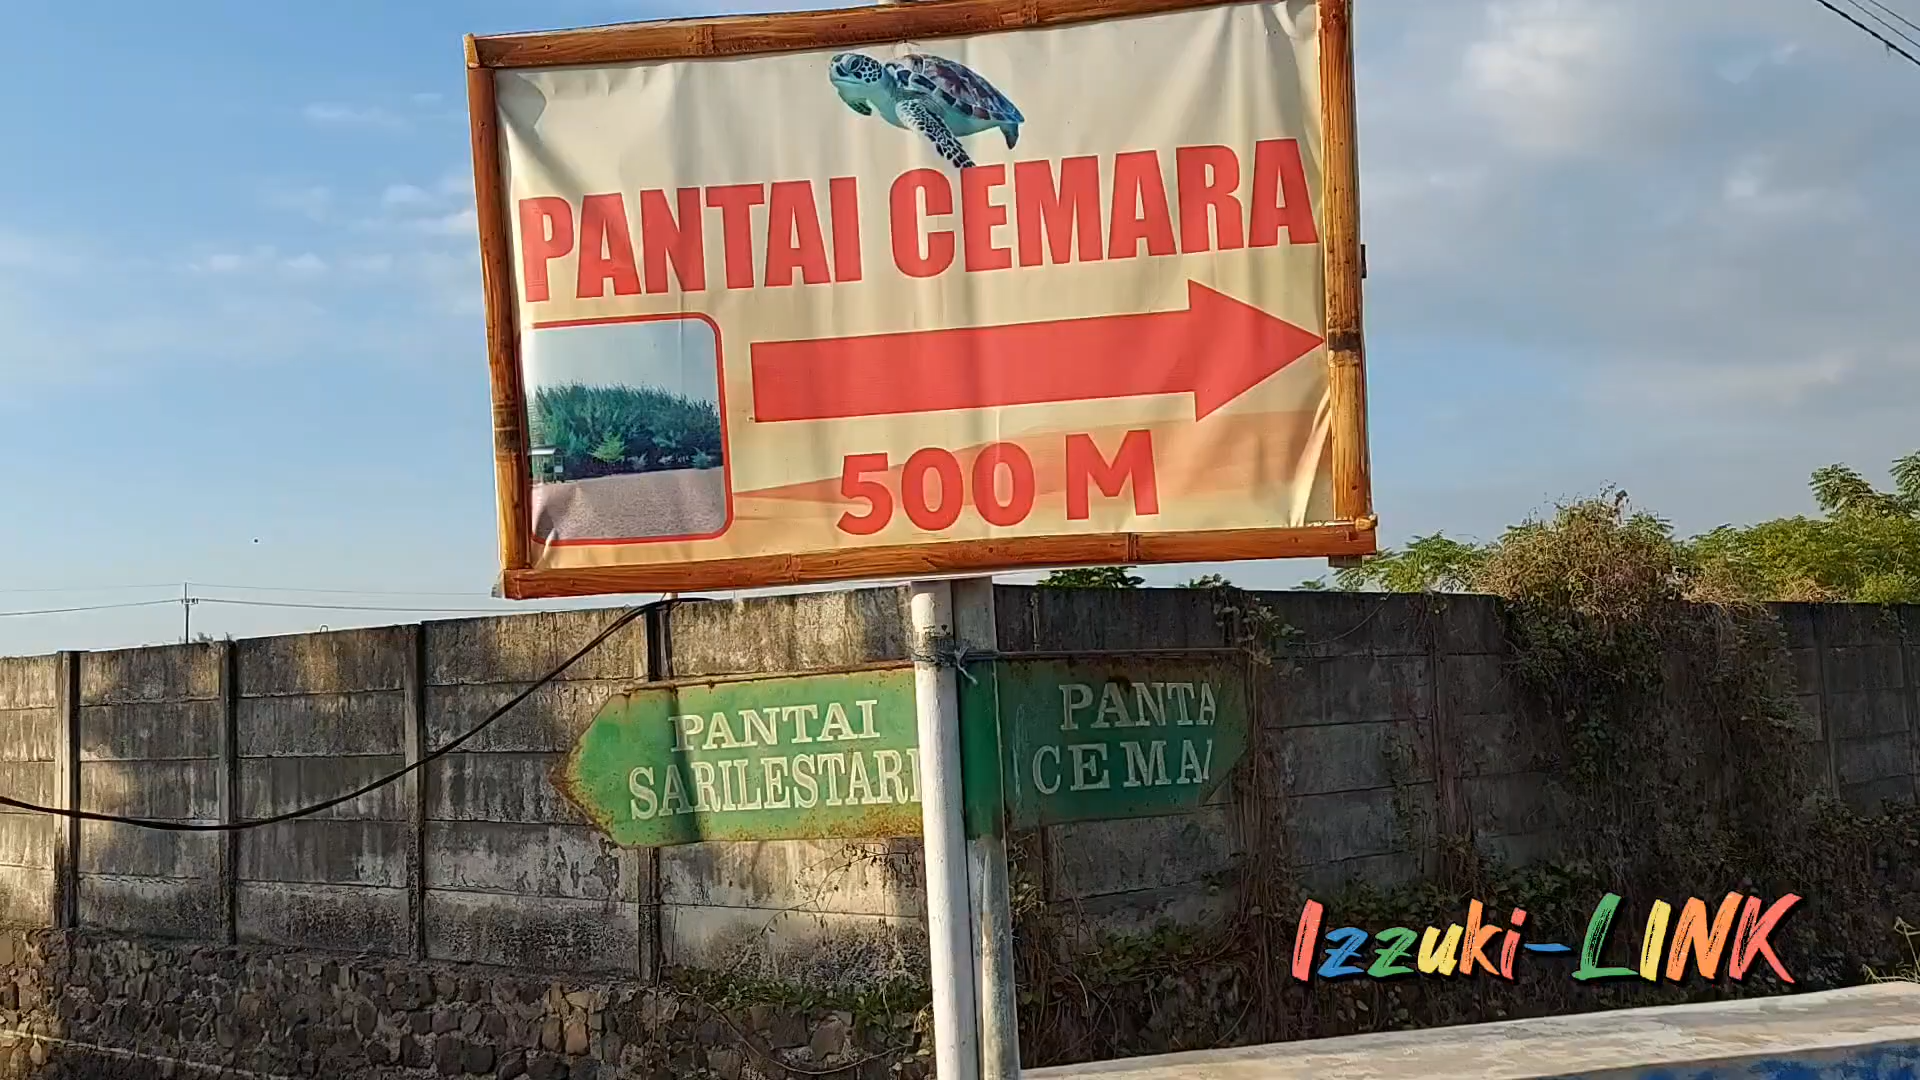 PANTAI CEMARA
500 M
PANTAI
SARILESTARI
PANTA
CEMA
Izzuki-LINK